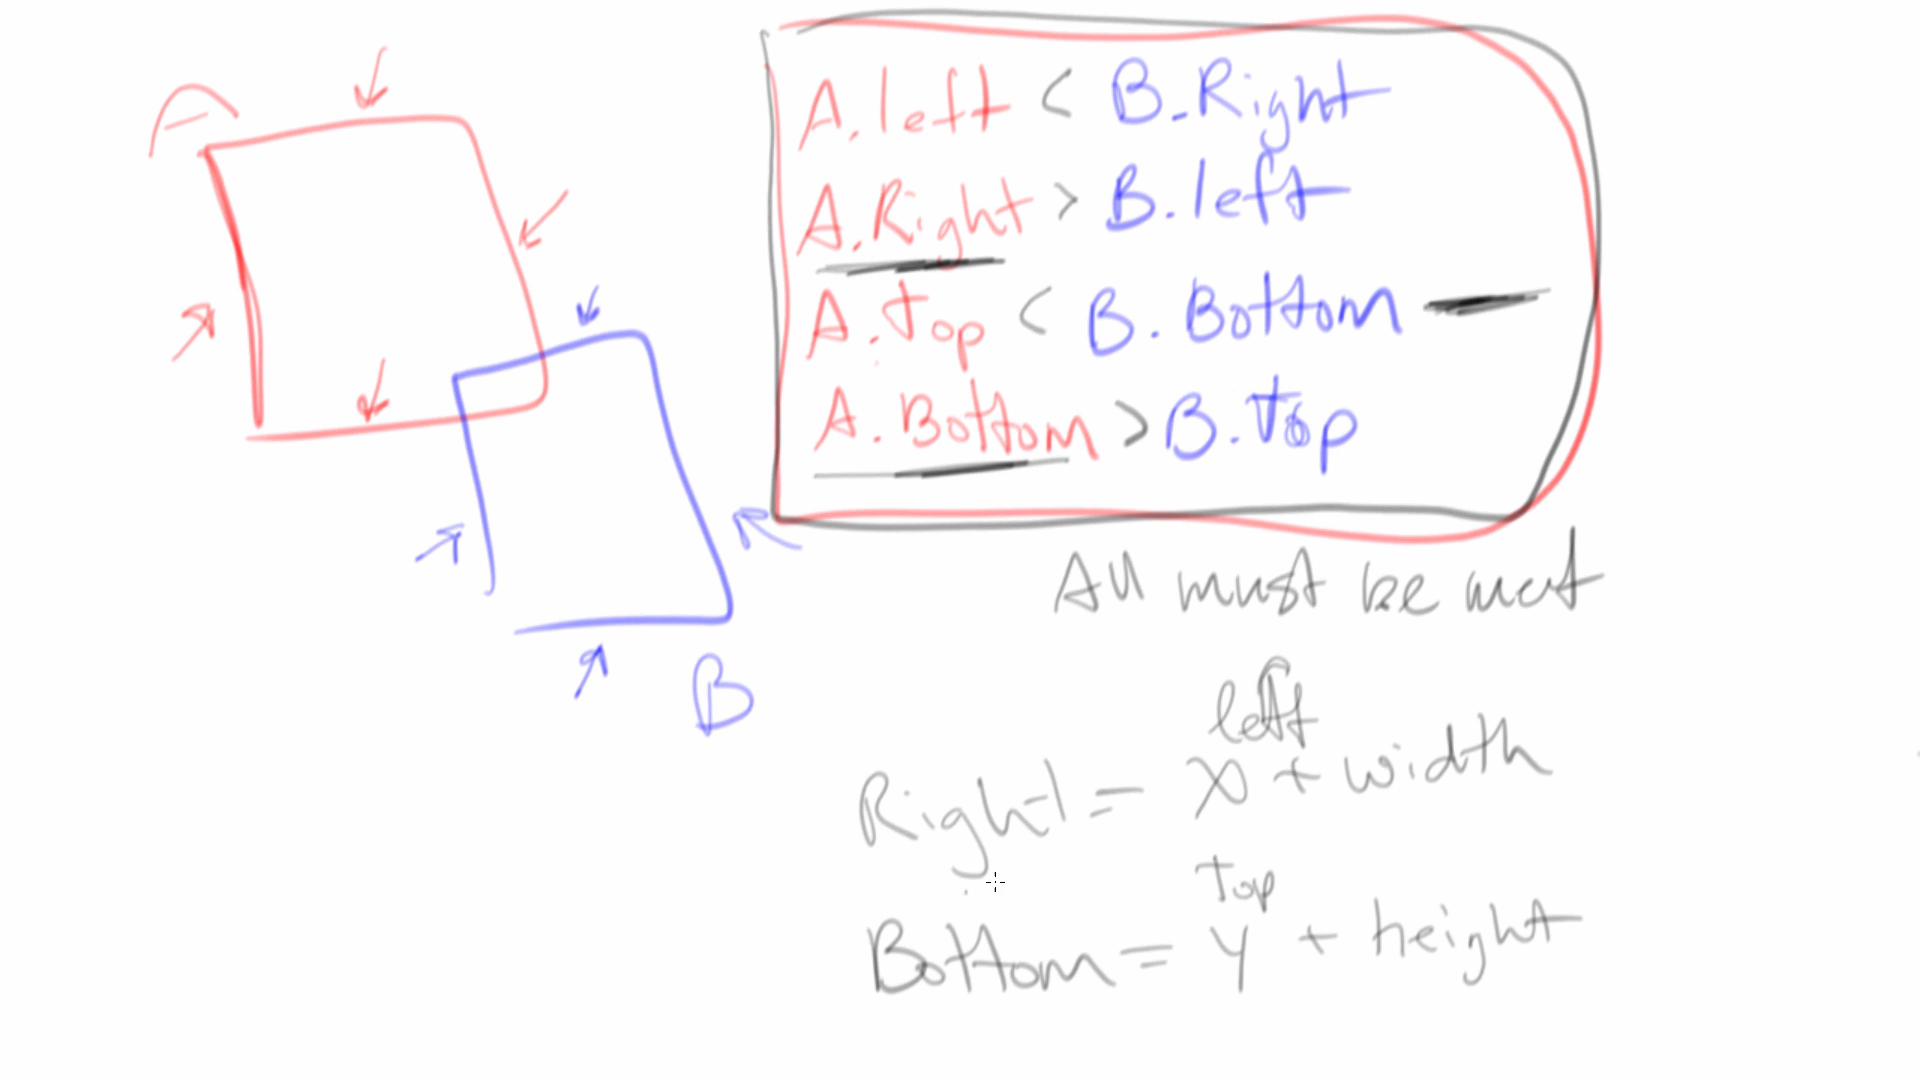 A
A.left < B.Right
A.Right > B.left
A.top < B.Bottom
A.Bottom > B.top
All must be met
B
left
Right = x + width
top
Bottom = y + height